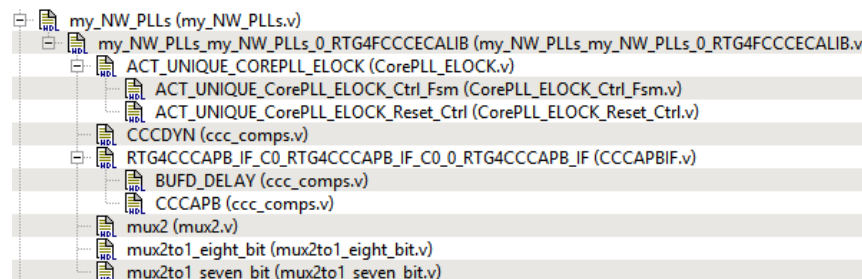 my_NW_PLLs (my_NW_PLLs.v)
my_NW_PLLs_my_NW_PLLs_0_RTG4FCCCECALIB (my_NW_PLLs_my_NW_PLLs_0_RTG4FCCCECALIB.v
ACT_UNIQUE_COREPLL_ELOCK (CorePLL_ELOCK.v)
ACT_UNIQUE_CorePLL_ELOCK_Ctrl_Fsm (CorePLL_ELOCK_Ctrl_Fsm.v)
ACT_UNIQUE_CorePLL_ELOCK_Reset_Ctrl (CorePLL_ELOCK_Reset_Ctrl.v)
CCCDYN (ccc_comps.v)
RTG4CCCAPB_IF_C0_RTG4CCCAPB_IF_C0_0_RTG4CCCAPB_IF (CCCAPBIF.v)
BUFD_DELAY (ccc_comps.v)
CCCAPB (ccc_comps.v)
mux2 (mux2.v)
mux2to1_eight_bit (mux2to1_eight_bit.v)
mux2to1_seven_bit (mux2to1_seven_bit.v)